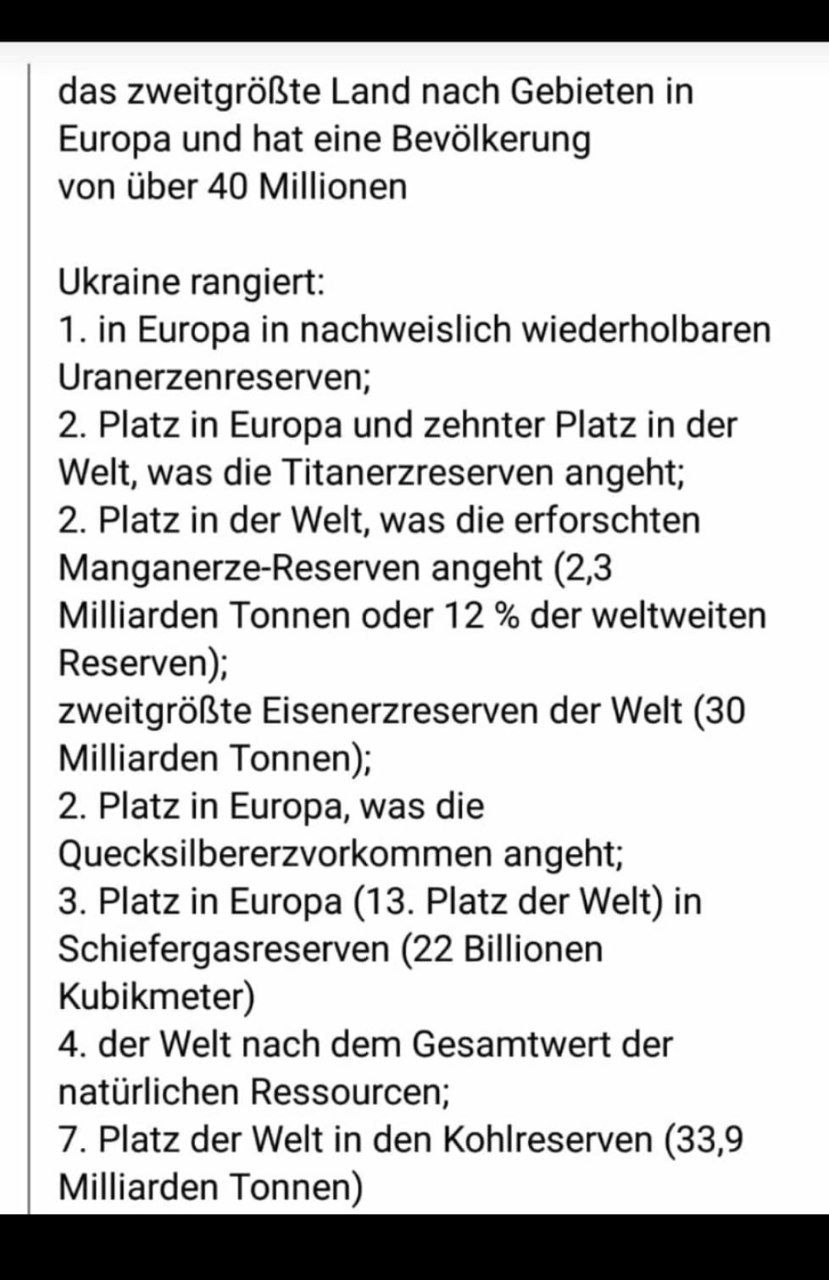 das zweitgrößte Land nach Gebieten in
Europa und hat eine Bevölkerung
von über 40 Millionen
Ukraine rangiert:
1. in Europa in nachweislich wiederholbaren
Uranerzenreserven;
2. Platz in Europa und zehnter Platz in der
Welt, was die Titanerzreserven angeht;
2. Platz in der Welt, was die erforschten
Manganerze-Reserven angeht (2,3
Milliarden Tonnen oder 12 % der weltweiten
Reserven);
zweitgrößte Eisenerzreserven der Welt (30
Milliarden Tonnen);
2. Platz in Europa, was die
Quecksilbererzvorkommen angeht;
3. Platz in Europa (13. Platz der Welt) in
Schiefergasreserven (22 Billionen
Kubikmeter)
4. der Welt nach dem Gesamtwert der
natürlichen Ressourcen;
7. Platz der Welt in den Kohlreserven (33,9
Milliarden Tonnen)